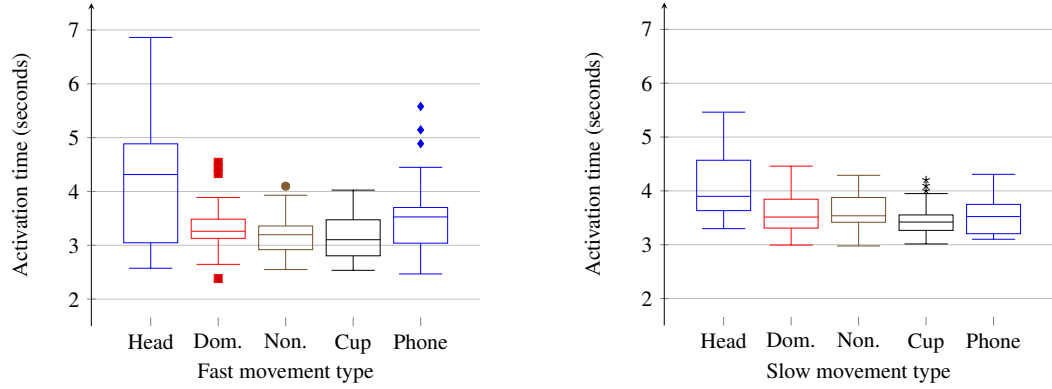 Activation time (seconds)
7
6
5
4
3
2
Head Dom. Non. Cup Phone
Fast movement type
Activation time (seconds)
7
6
5
4
3
2
Head Dom. Non. Cup Phone
Slow movement type